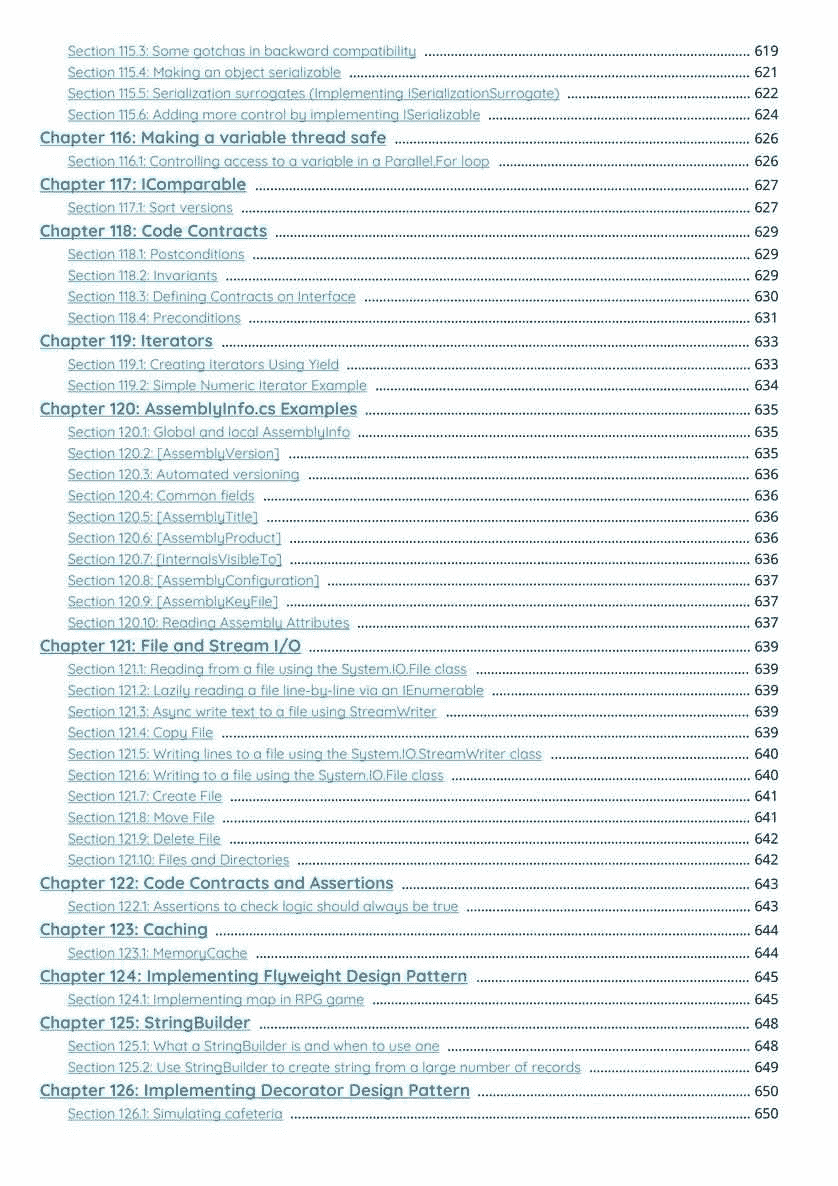 Section 115.3: Some gotchas in backward compatibility ........ 619
Section 115.4: Making an object serializable ........ 621
Section 115.5: Serialization surrogates (Implementing ISerializationSurrogate) ........ 622
Section 115.6: Adding more control by implementing ISerializable ........ 624
Chapter 116: Making a variable thread safe ........ 626
Section 116.1: Controlling access to a variable in a Parallel.For loop ........ 626
Chapter 117: IComparable ........ 627
Section 117.1: Sort versions ........ 627
Chapter 118: Code Contracts ........ 629
Section 118.1: Postconditions ........ 629
Section 118.2: Invariants ........ 629
Section 118.3: Defining Contracts on Interface ........ 630
Section 118.4: Preconditions ........ 631
Chapter 119: Iterators ........ 633
Section 119.1: Creating Iterators Using Yield ........ 633
Section 119.2: Simple Numeric Iterator Example ........ 634
Chapter 120: AssemblyInfo.cs Examples ........ 635
Section 120.1: Global and local AssemblyInfo ........ 635
Section 120.2: [AssemblyVersion] ........ 635
Section 120.3: Automated versioning ........ 636
Section 120.4: Common fields ........ 636
Section 120.5: [AssemblyTitle] ........ 636
Section 120.6: [AssemblyProduct] ........ 636
Section 120.7: [InternalsVisibleTo] ........ 636
Section 120.8: [AssemblyConfiguration] ........ 637
Section 120.9: [AssemblyKeyFile] ........ 637
Section 120.10: Reading Assembly Attributes ........ 637
Chapter 121: File and Stream I/O ........ 639
Section 121.1: Reading from a file using the System.IO.File class ........ 639
Section 121.2: Lazily reading a file line-by-line via an IEnumerable ........ 639
Section 121.3: Async write text to a file using StreamWriter ........ 639
Section 121.4: Copy File ........ 639
Section 121.5: Writing lines to a file using the System.IO.StreamWriter class ........ 640
Section 121.6: Writing to a file using the System.IO.File class ........ 640
Section 121.7: Create File ........ 641
Section 121.8: Move File ........ 641
Section 121.9: Delete File ........ 642
Section 121.10: Files and Directories ........ 642
Chapter 122: Code Contracts and Assertions ........ 643
Section 122.1: Assertions to check logic should always be true ........ 643
Chapter 123: Caching ........ 644
Section 123.1: MemoryCache ........ 644
Chapter 124: Implementing Flyweight Design Pattern ........ 645
Section 124.1: Implementing map in RPG game ........ 645
Chapter 125: StringBuilder ........ 648
Section 125.1: What a StringBuilder is and when to use one ........ 648
Section 125.2: Use StringBuilder to create string from a large number of records ........ 649
Chapter 126: Implementing Decorator Design Pattern ........ 650
Section 126.1: Simulating cafeteria ........ 650